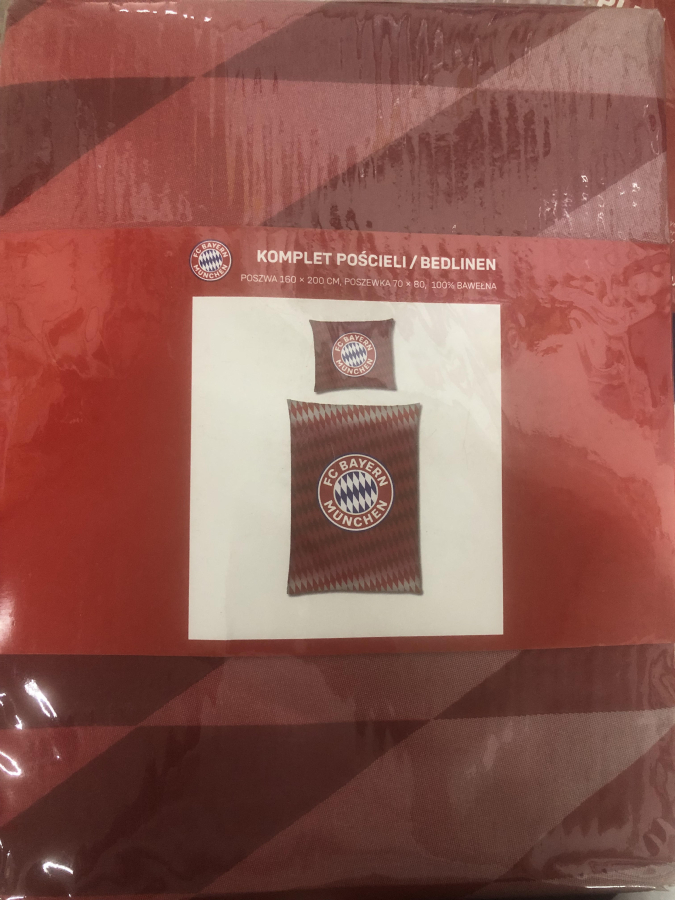 FC BAYERN
MÜNCHEN
KOMPLET POŚCIELI / BEDLINEN
POSZWA 160 × 200 CM, POSZEWKA 70 × 80, 100% BAWEŁNA
FC BAYERN
MÜNCHEN
FC BAYERN
MÜNCHEN